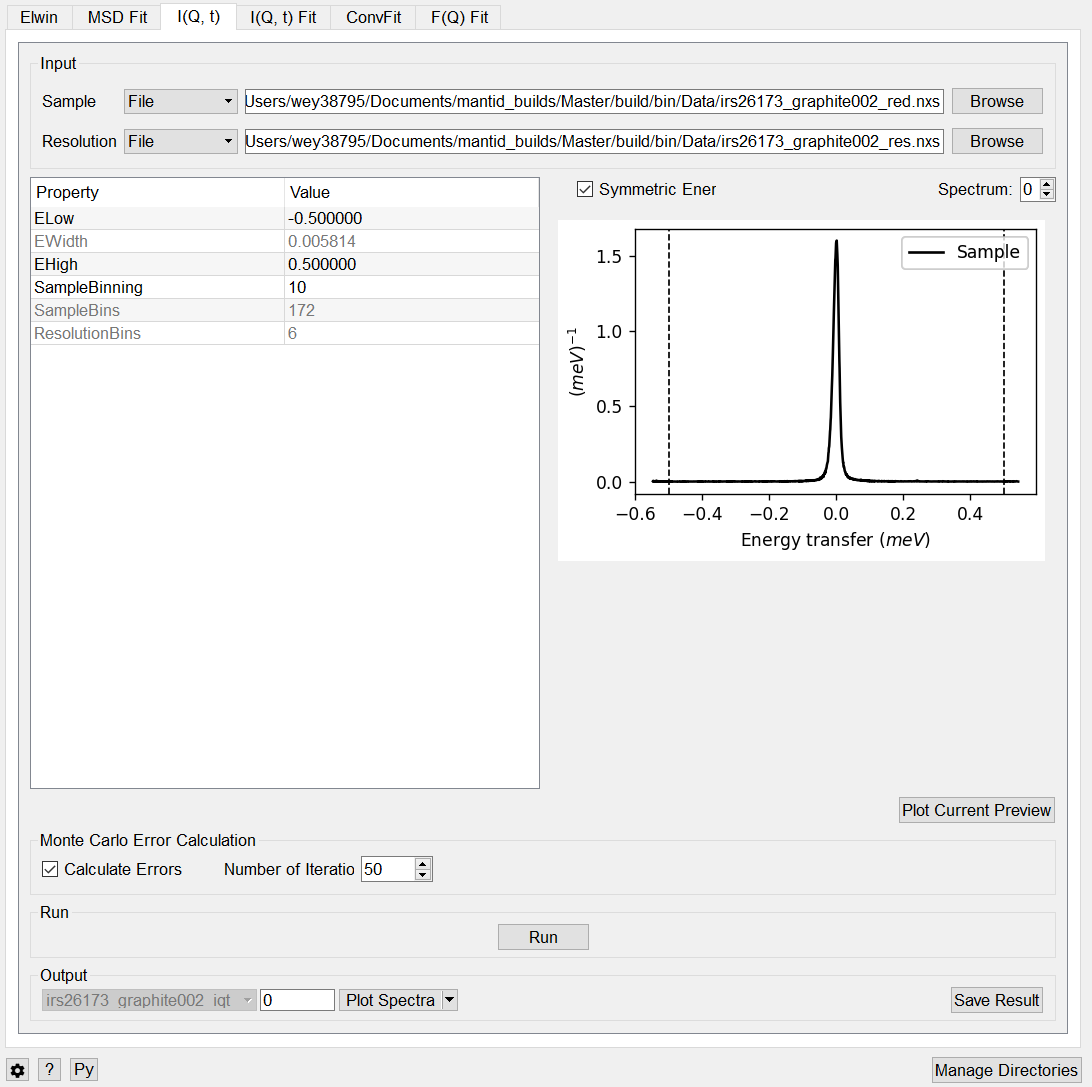 Elwin MSD Fit I(Q, t) I(Q, t) Fit ConvFit F(Q) Fit
Input
Sample File Users/wey38795/Documents/mantid_builds/Master/build/bin/Data/irs26173_graphite002_red.nxs Browse
Resolution File Users/wey38795/Documents/mantid_builds/Master/build/bin/Data/irs26173_graphite002_res.nxs Browse
Property Value
ELow -0.500000
EWidth 0.005814
EHigh 0.500000
SampleBinning 10
SampleBins 172
ResolutionBins 6
Symmetric Ener Spectrum: 0
Sample
1.5
1.0
0.5
0.0
(meV)⁻¹
−0.6 −0.4 −0.2 0.0 0.2 0.4
Energy transfer (meV)
Plot Current Preview
Monte Carlo Error Calculation
Calculate Errors Number of Iteratio 50
Run
Run
Output
irs26173_graphite002_iqt 0 Plot Spectra Save Result
? Py Manage Directories